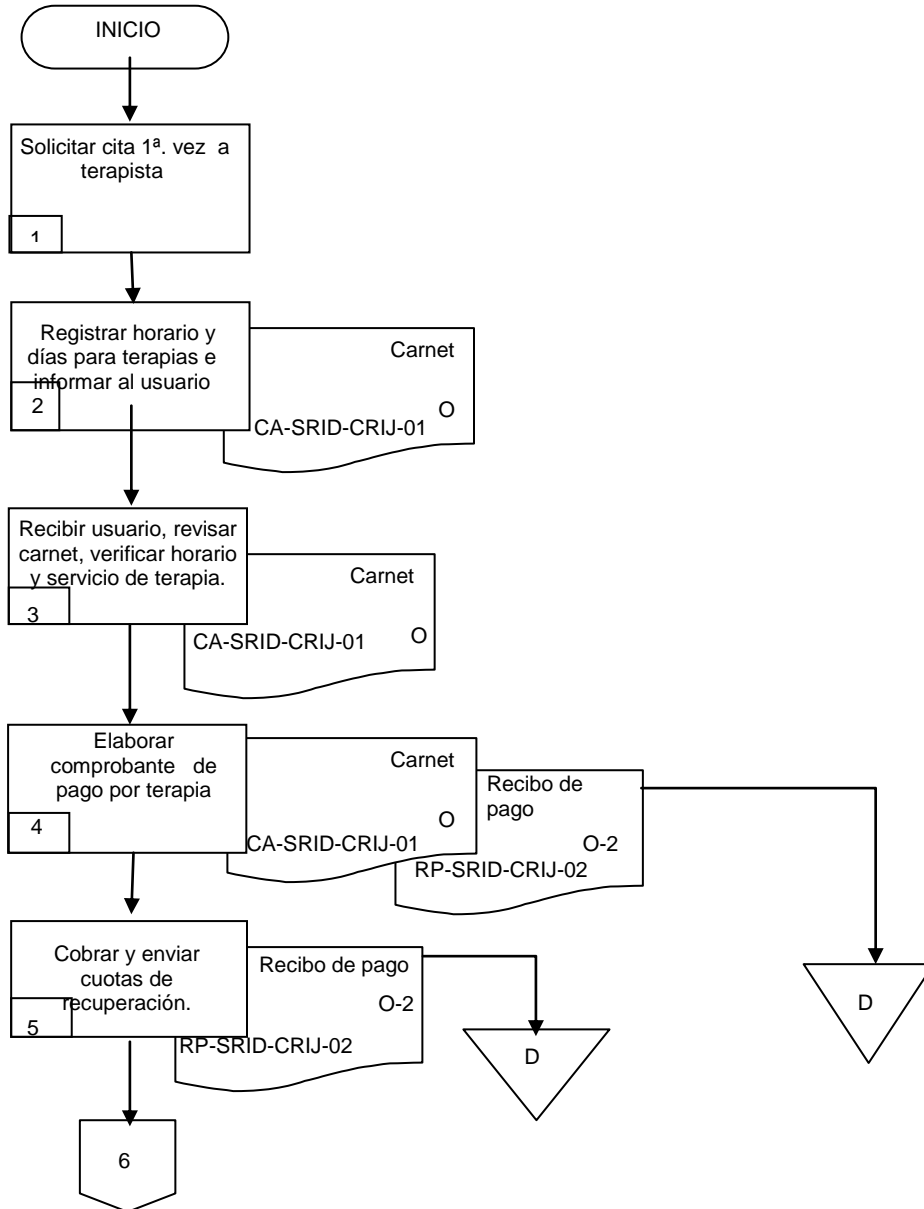 INICIO
Solicitar cita 1ª. vez a
terapista
1
Registrar horario y
días para terapias e
informar al usuario
2
Carnet
O
CA-SRID-CRIJ-01
Recibir usuario, revisar
carnet, verificar horario
y servicio de terapia.
3
Carnet
O
CA-SRID-CRIJ-01
Elaborar
comprobante de
pago por terapia
4
Carnet
O
CA-SRID-CRIJ-01
Recibo de
pago
O-2
RP-SRID-CRIJ-02
D
Cobrar y enviar
cuotas de
recuperación.
5
Recibo de pago
O-2
RP-SRID-CRIJ-02
D
6